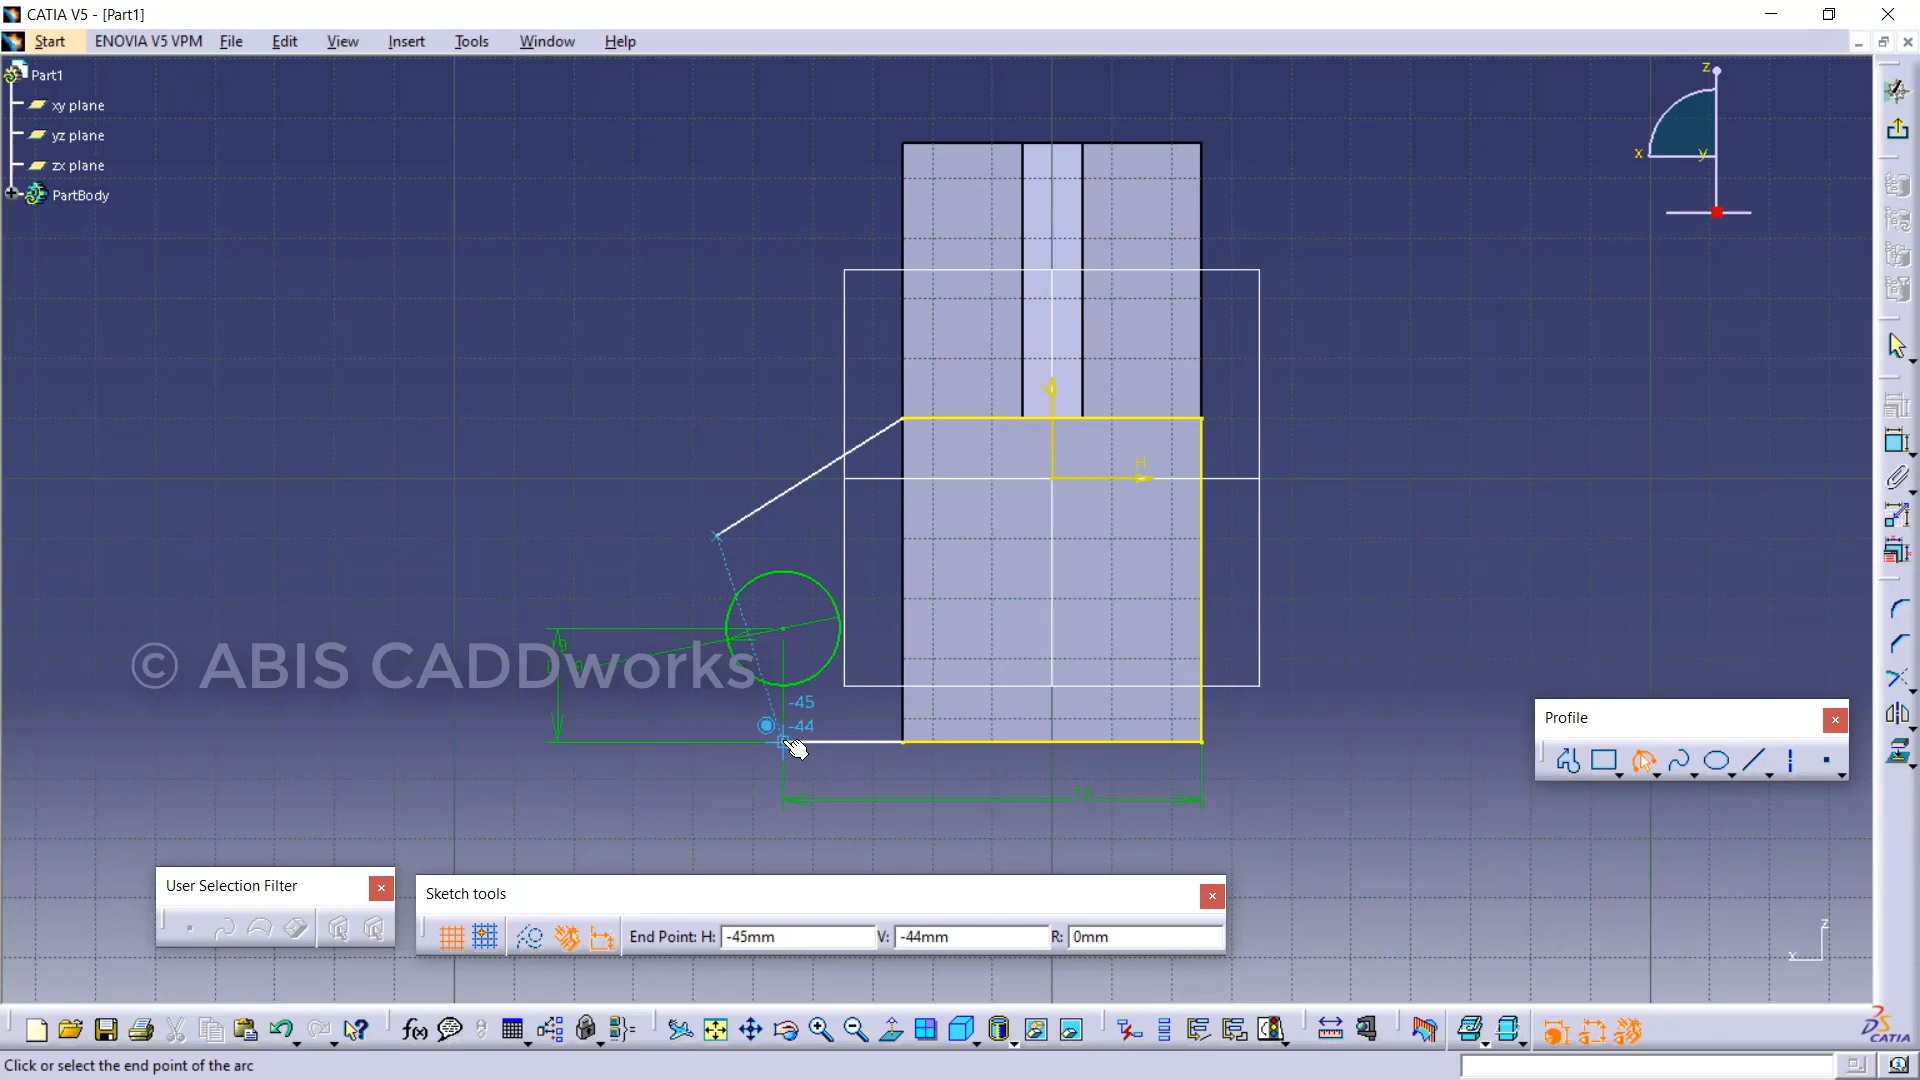 CATIA V5 - [Part1]
Start
ENOVIA V5 VPM
File
Edit
View
Insert
Tools
Window
Help
Part1
xy plane
yz plane
zx plane
PartBody
z
x
y
V
H
© ABIS CADDworks
-45
-44
Profile
User Selection Filter
Sketch tools
End Point: H:
-45mm
V:
-44mm
R:
0mm
z
x
f(x)
CATIA
Click or select the end point of the arc